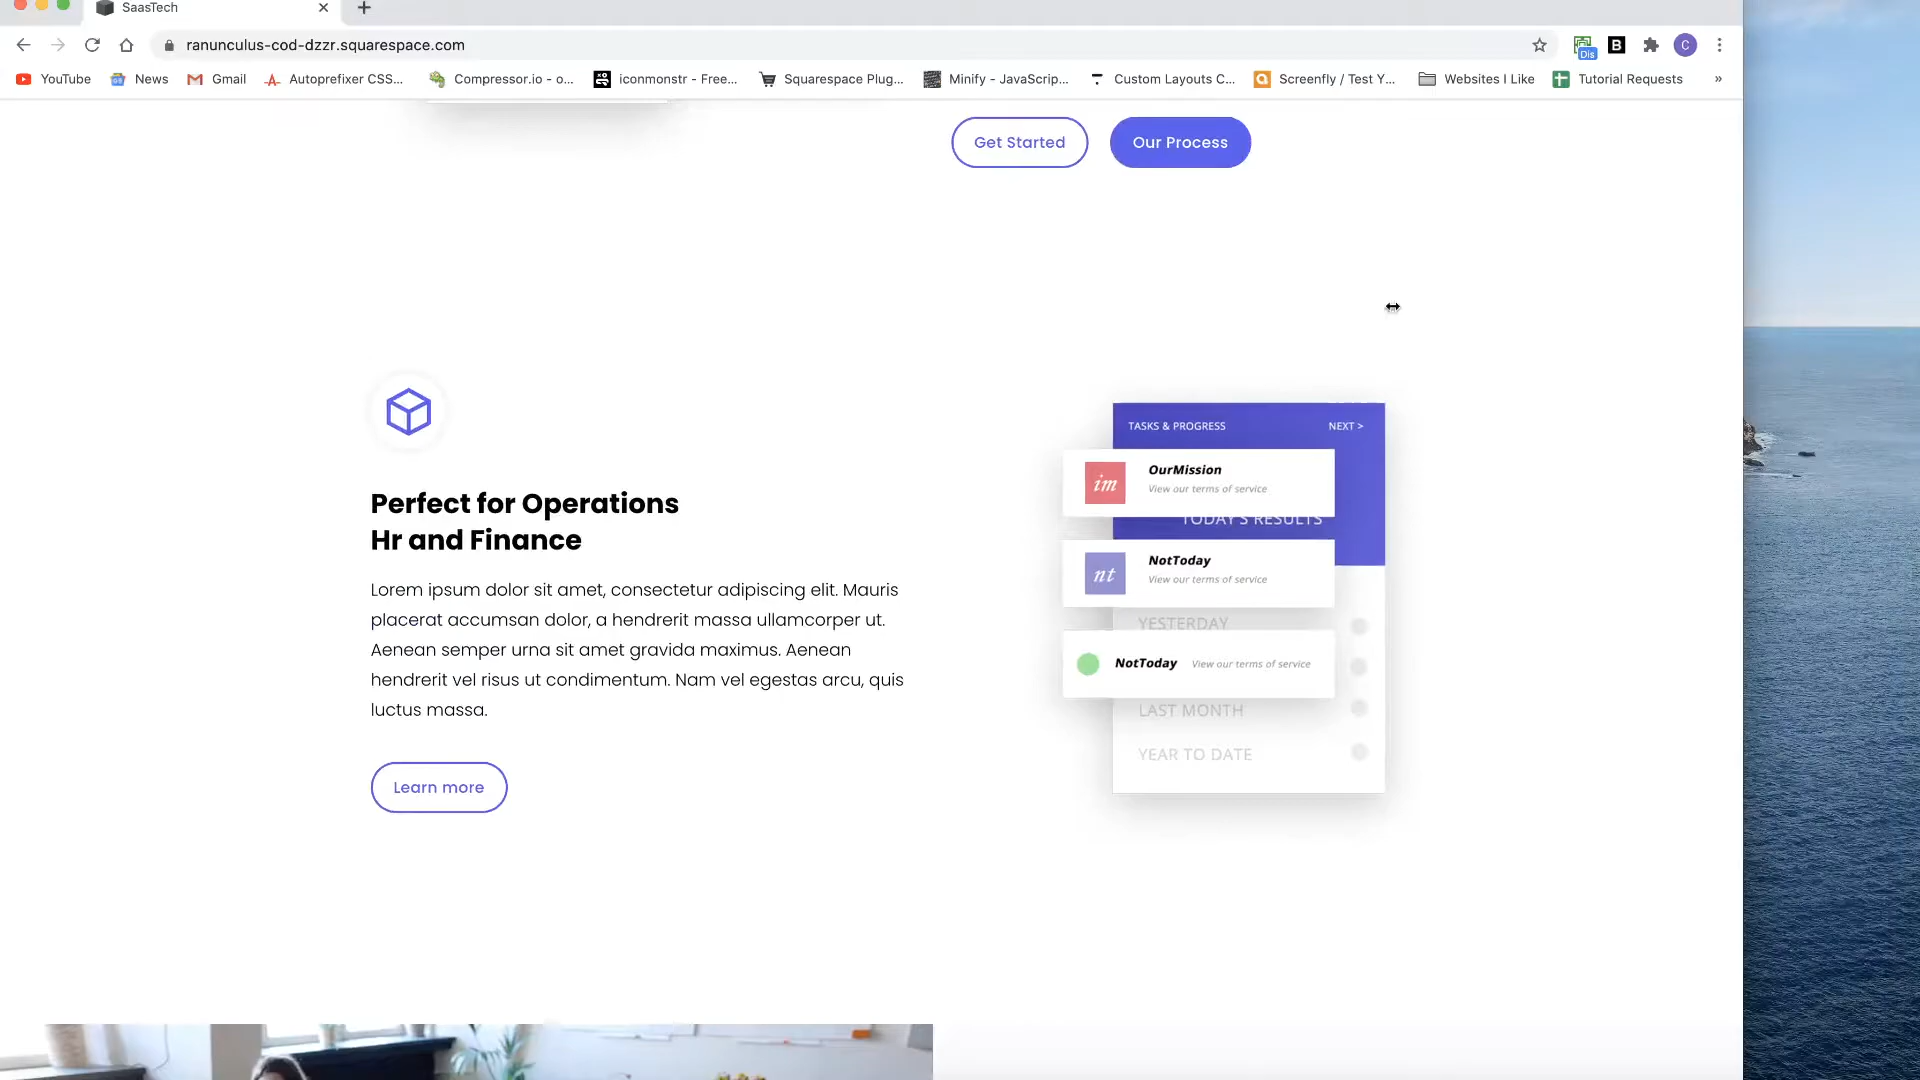 SaasTech
ranunculus-cod-dzzr.squarespace.com
Dis
B
C
YouTube
News
Gmail
Autoprefixer CSS...
Compressor.io - o...
iconmonstr - Free...
Squarespace Plug...
Minify - JavaScrip...
Custom Layouts C...
Screenfly / Test Y...
Websites I Like
Tutorial Requests
»
Get Started
Our Process
Perfect for Operations
Hr and Finance
Lorem ipsum dolor sit amet, consectetur adipiscing elit. Mauris
placerat accumsan dolor, a hendrerit massa ullamcorper ut.
Aenean semper urna sit amet gravida maximus. Aenean
hendrerit vel risus ut condimentum. Nam vel egestas arcu, quis
luctus massa.
Learn more
TASKS & PROGRESS
NEXT >
im
OurMission
View our terms of service
TODAY'S RESULTS
nt
NotToday
View our terms of service
YESTERDAY
NotToday
View our terms of service
LAST MONTH
YEAR TO DATE